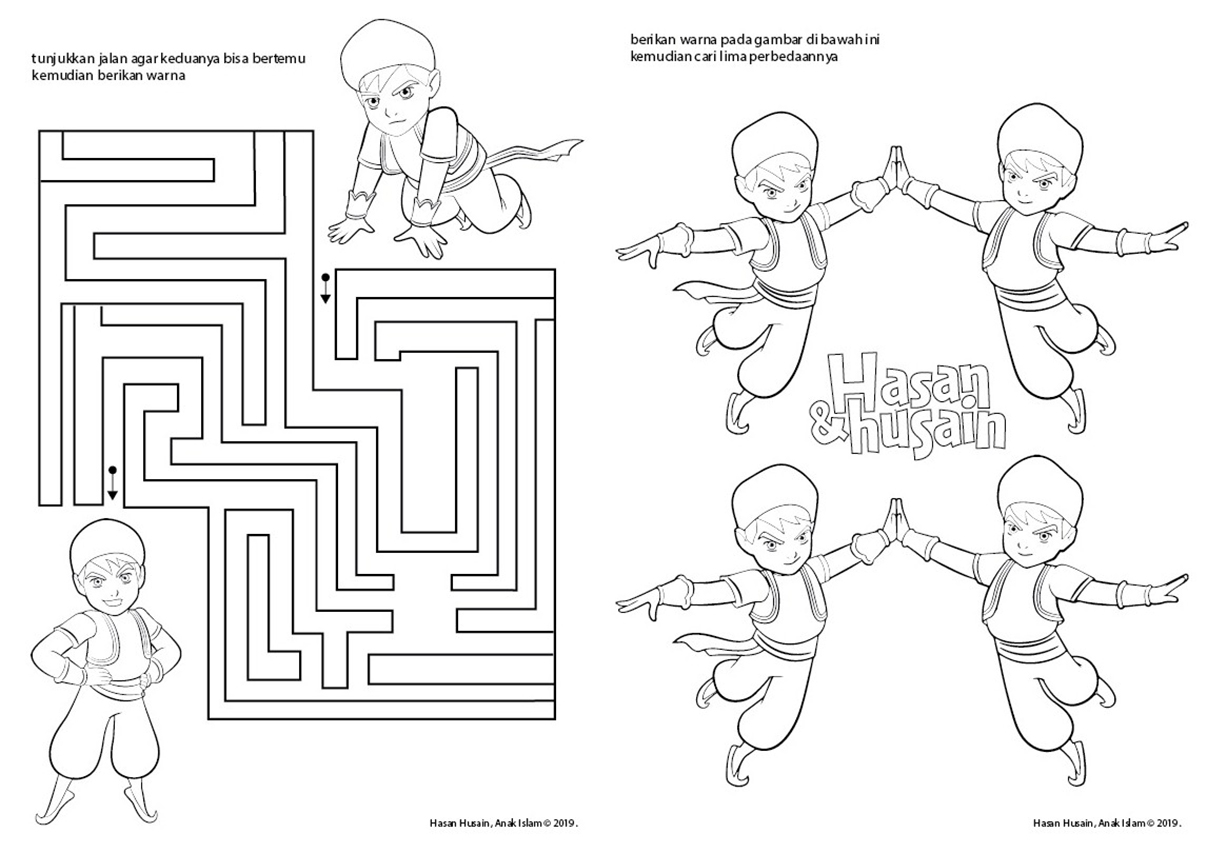 tunjukkan jalan agar keduanya bisa bertemu
kemudian berikan warna
berikan warna pada gambar di bawah ini
kemudian cari lima perbedaannya
Hasan
&husain
Hasan Husain, Anak Islam © 2019.
Hasan Husain, Anak Islam © 2019.